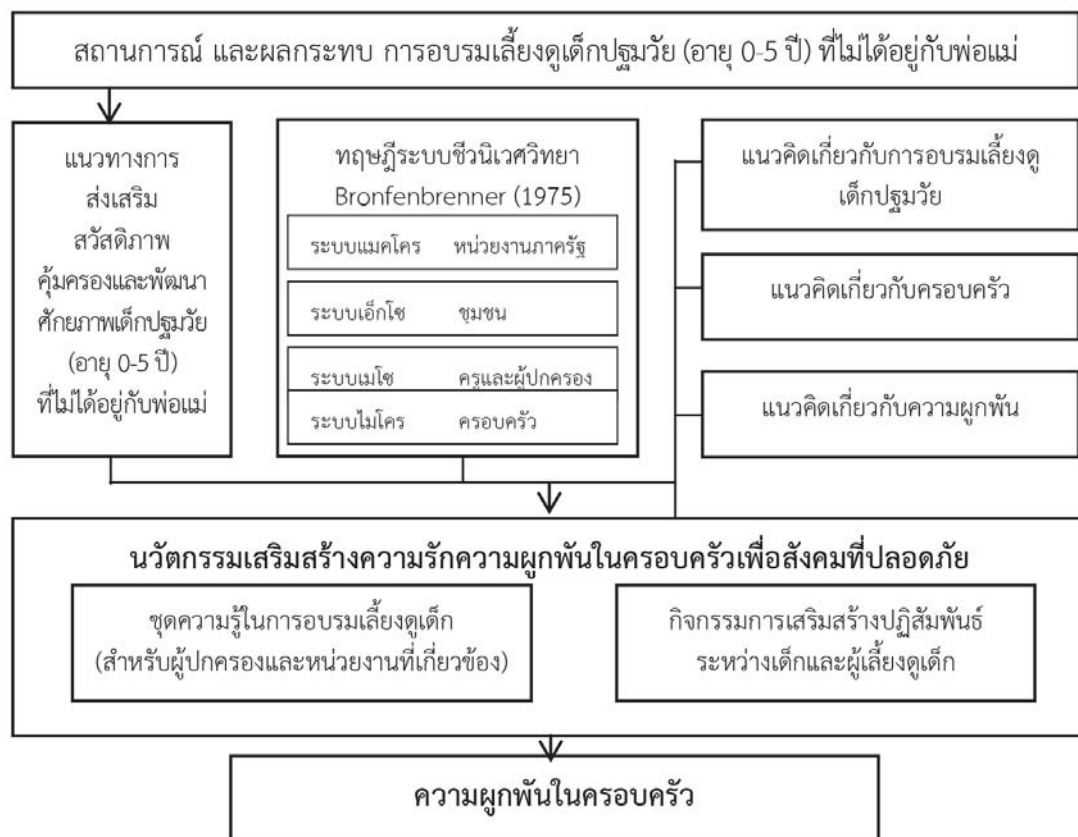 สถานการณ์ และผลกระทบ การอบรมเลี้ยงดูเด็กปฐมวัย (อายุ 0-5 ปี) ที่ไม่ได้อยู่กับพ่อแม่
แนวทางการ
ส่งเสริม
สวัสดิภาพ
คุ้มครองและพัฒนา
ศักยภาพเด็กปฐมวัย
(อายุ 0-5 ปี)
ที่ไม่ได้อยู่กับพ่อแม่
ทฤษฎีระบบชีวนิเวศวิทยา
Bronfenbrenner (1975)
ระบบแมคโคร หน่วยงานภาครัฐ
ระบบเอ็กโซ ชุมชน
ระบบเมโซ ครูและผู้ปกครอง
ระบบไมโคร ครอบครัว
แนวคิดเกี่ยวกับการอบรมเลี้ยงดู
เด็กปฐมวัย
แนวคิดเกี่ยวกับครอบครัว
แนวคิดเกี่ยวกับความผูกพัน
นวัตกรรมเสริมสร้างความรักความผูกพันในครอบครัวเพื่อสังคมที่ปลอดภัย
ชุดความรู้ในการอบรมเลี้ยงดูเด็ก
(สำหรับผู้ปกครองและหน่วยงานที่เกี่ยวข้อง)
กิจกรรมการเสริมสร้างปฏิสัมพันธ์
ระหว่างเด็กและผู้เลี้ยงดูเด็ก
ความผูกพันในครอบครัว